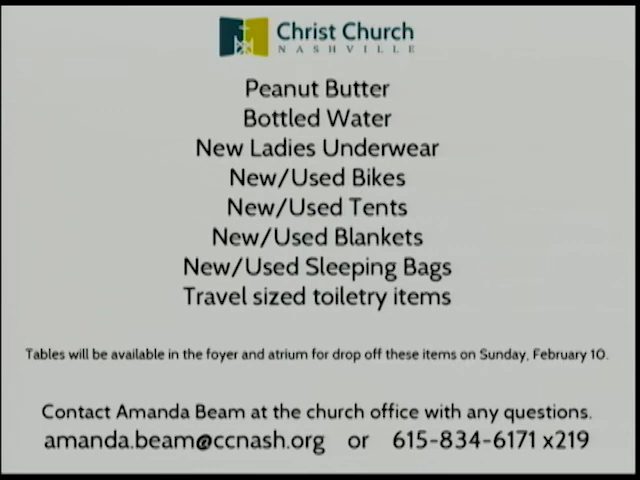 Christ Church
NASHVILLE
Peanut Butter
Bottled Water
New Ladies Underwear
New/Used Bikes
New/Used Tents
New/Used Blankets
New/Used Sleeping Bags
Travel sized toiletry items
Tables will be available in the foyer and atrium for drop off these items on Sunday, February 10.
Contact Amanda Beam at the church office with any questions.
amanda.beam@ccnash.org or 615-834-6171 x219